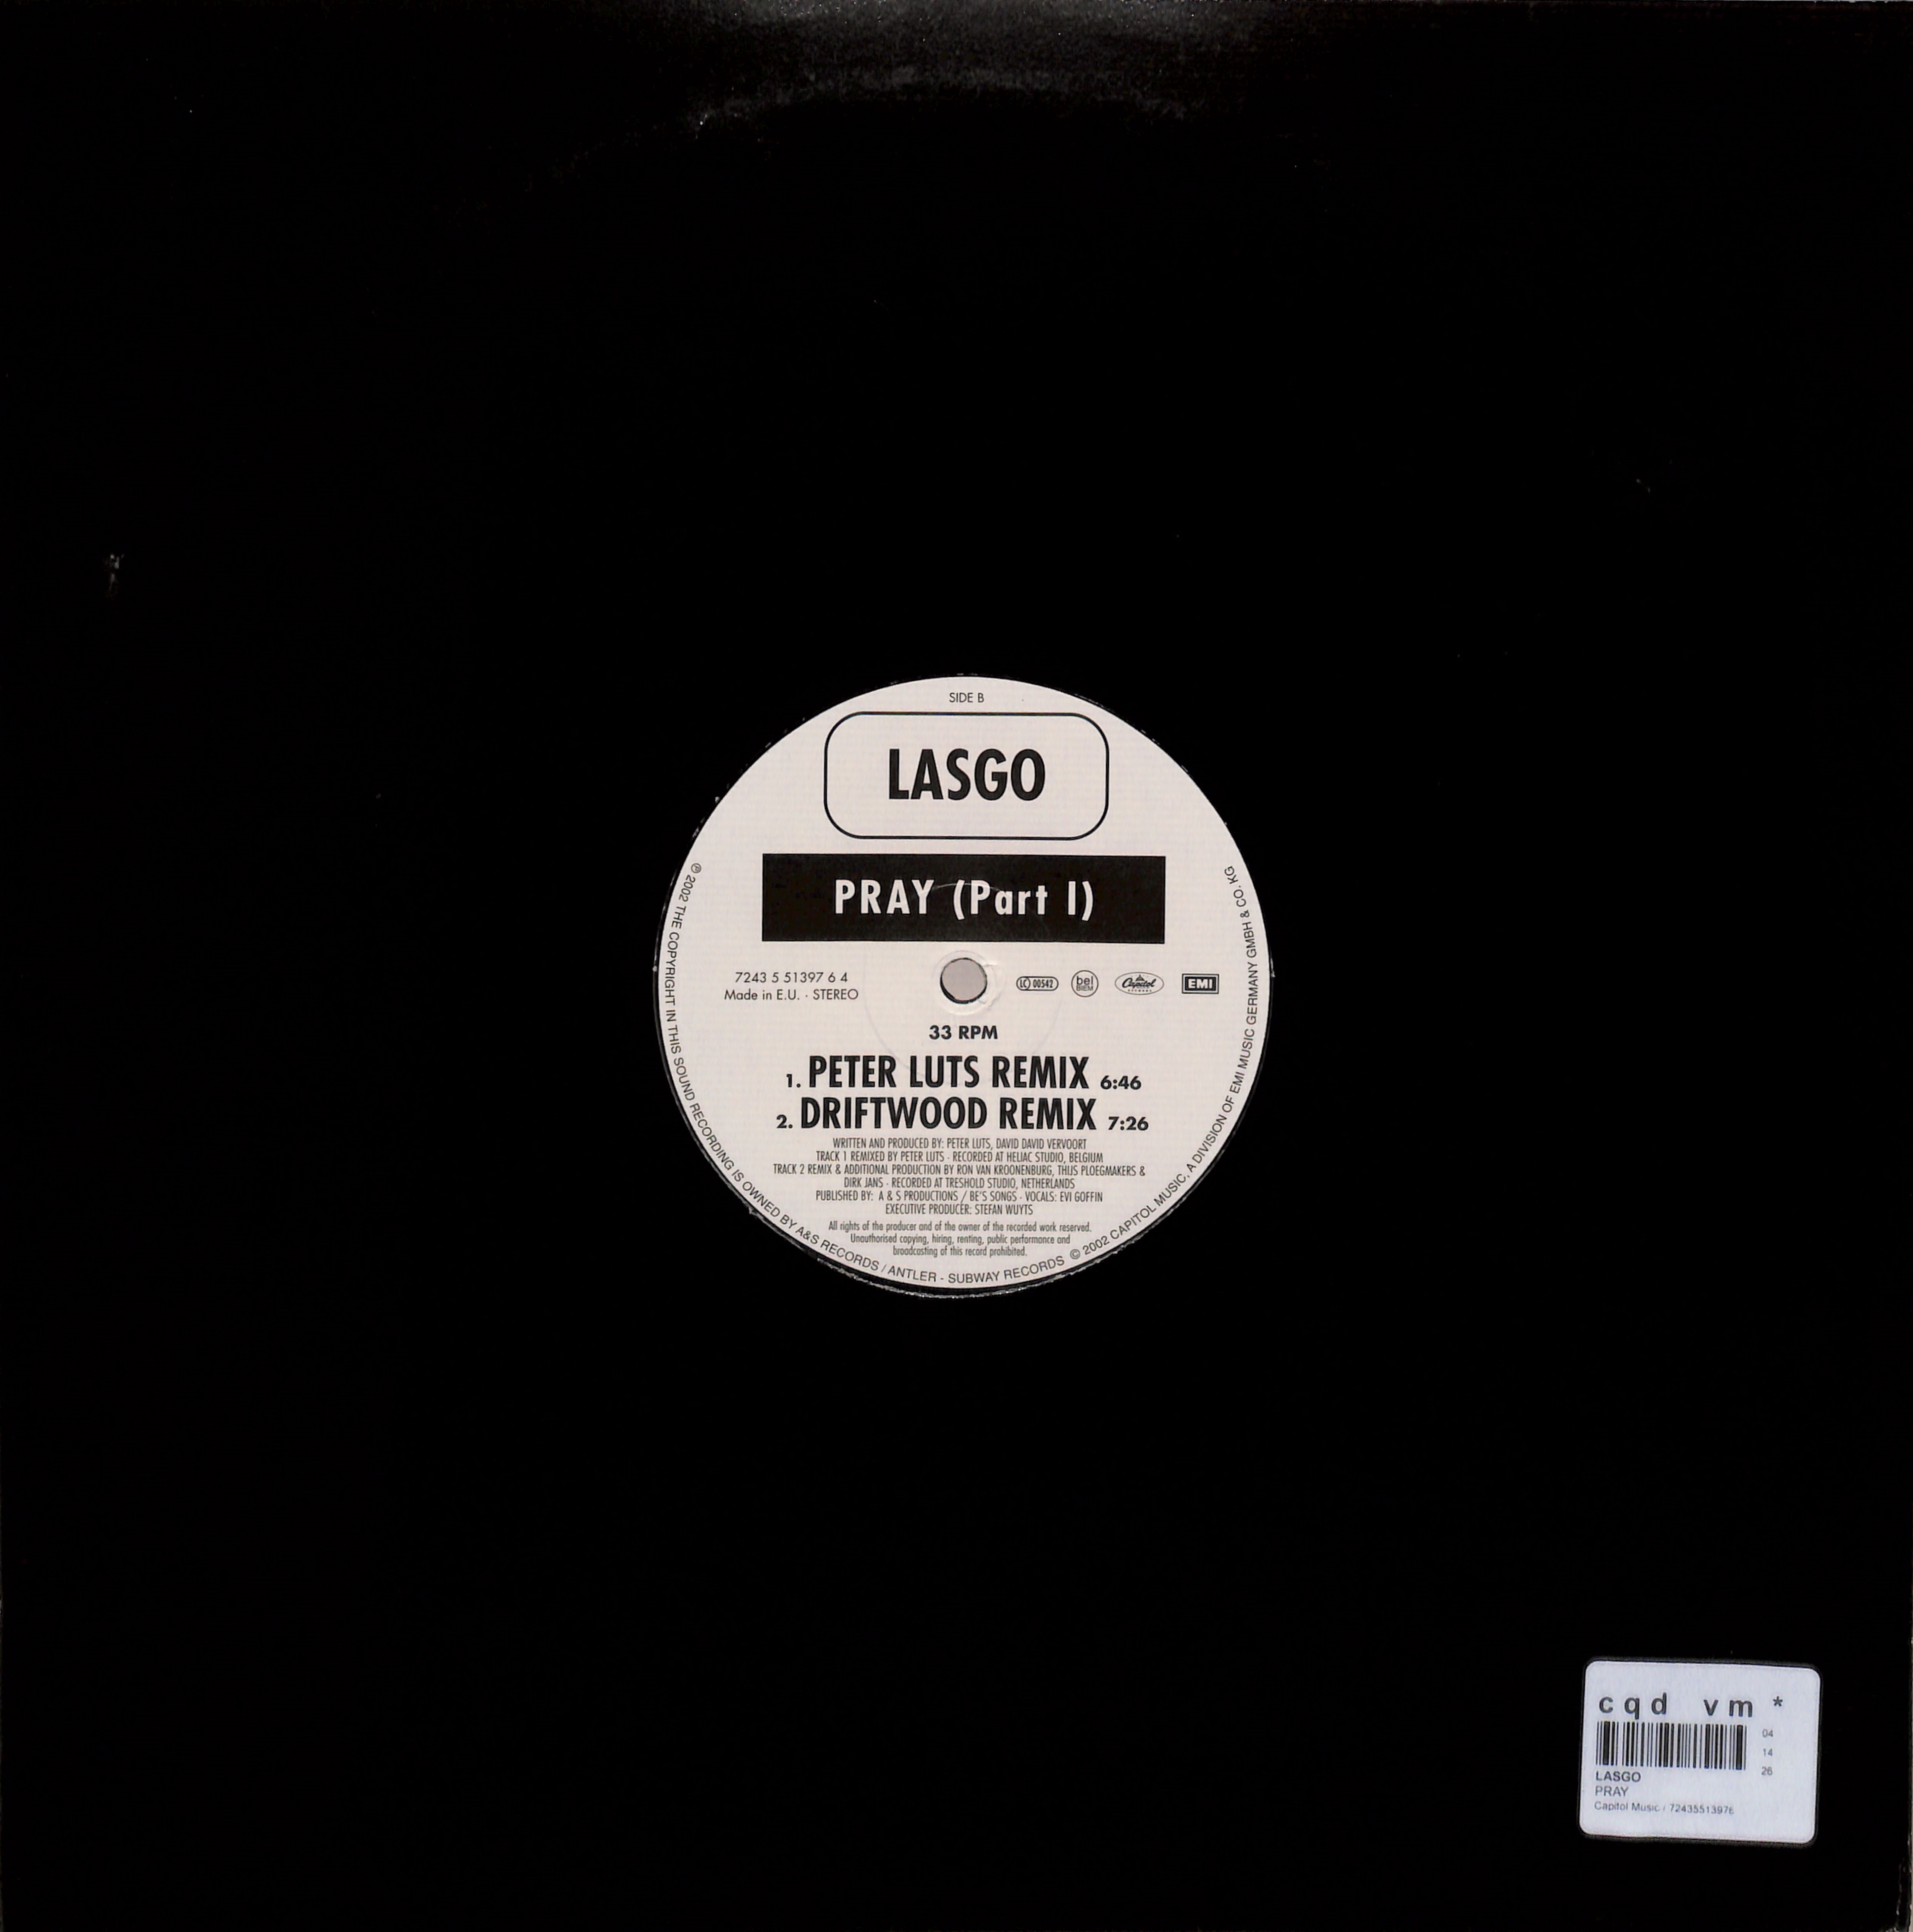 SIDE B
LASGO
PRAY (Part I)
7243 5 51397 6 4
Made in E.U. · STEREO
LC 00542
bel
BIEM
Capitol
EMI
33 RPM
1. PETER LUTS REMIX 6:46
2. DRIFTWOOD REMIX 7:26
WRITTEN AND PRODUCED BY: PETER LUTS, DAVID DAVID VERVOORT
TRACK 1 REMIXED BY PETER LUTS · RECORDED AT HELIAC STUDIO, BELGIUM
TRACK 2 REMIX & ADDITIONAL PRODUCTION BY RON VAN KROONENBURG, THIJS PLOEGMAKERS &
DIRK JANS · RECORDED AT TRESHOLD STUDIO, NETHERLANDS
PUBLISHED BY: A & S PRODUCTIONS / BE'S SONGS · VOCALS: EVI GOFFIN
EXECUTIVE PRODUCER: STEFAN WUYTS
All rights of the producer and of the owner of the recorded work reserved.
Unauthorised copying, hiring, renting, public performance and
broadcasting of this record prohibited.
℗ 2002 THE COPYRIGHT IN THIS SOUND RECORDING IS OWNED BY A&S RECORDS / ANTLER - SUBWAY RECORDS © 2002 CAPITOL MUSIC. A DIVISION OF EMI MUSIC GERMANY GMBH & CO. KG
cqd vm *
04
14
26
LASGO
PRAY
Capitol Music / 72435513976